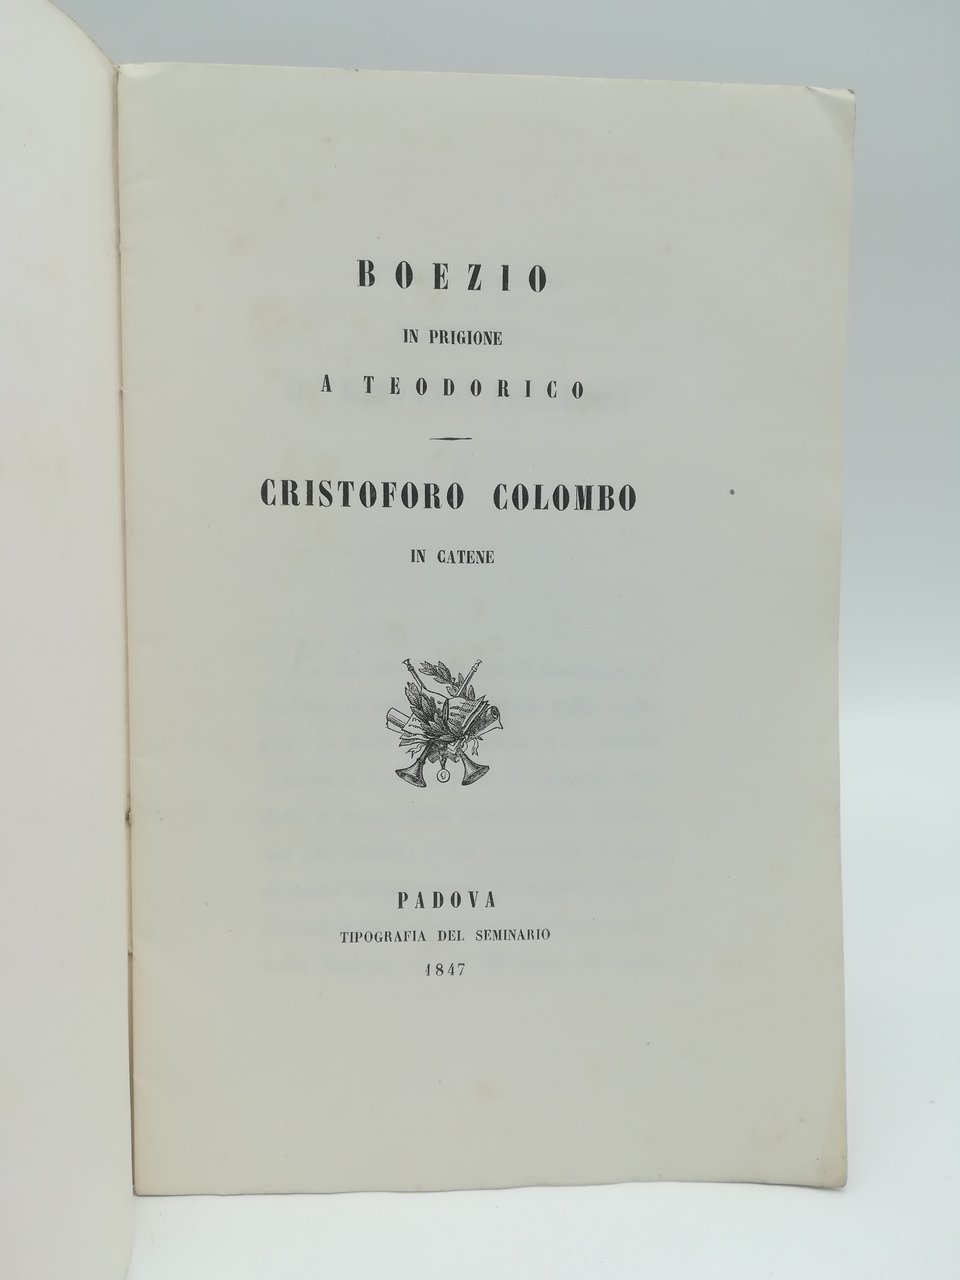 BOEZIO
IN PRIGIONE
A TEODORICO
CRISTOFORO COLOMBO
IN CATENE
PADOVA
TIPOGRAFIA DEL SEMINARIO
1847